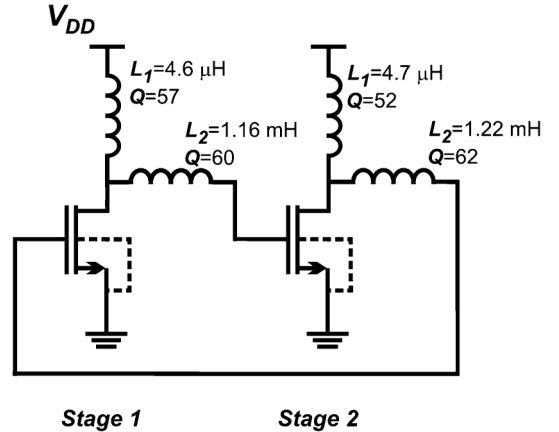 V_DD
L_1=4.6 μH
Q=57
L_2=1.16 mH
Q=60
L_1=4.7 μH
Q=52
L_2=1.22 mH
Q=62
Stage 1
Stage 2